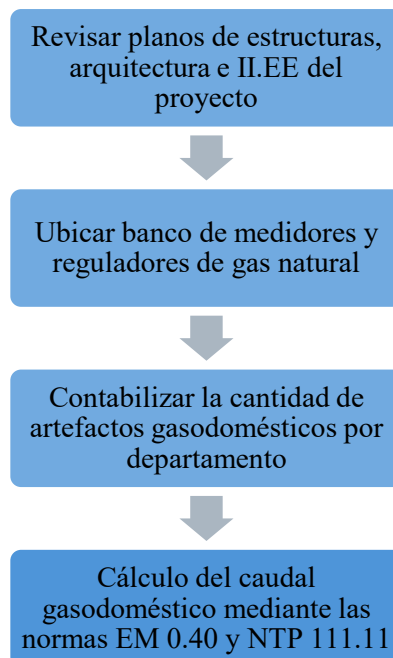 Revisar planos de estructuras,
arquitectura e II.EE del
proyecto
Ubicar banco de medidores y
reguladores de gas natural
Contabilizar la cantidad de
artefactos gasodomésticos por
departamento
Cálculo del caudal
gasodoméstico mediante las
normas EM 0.40 y NTP 111.11